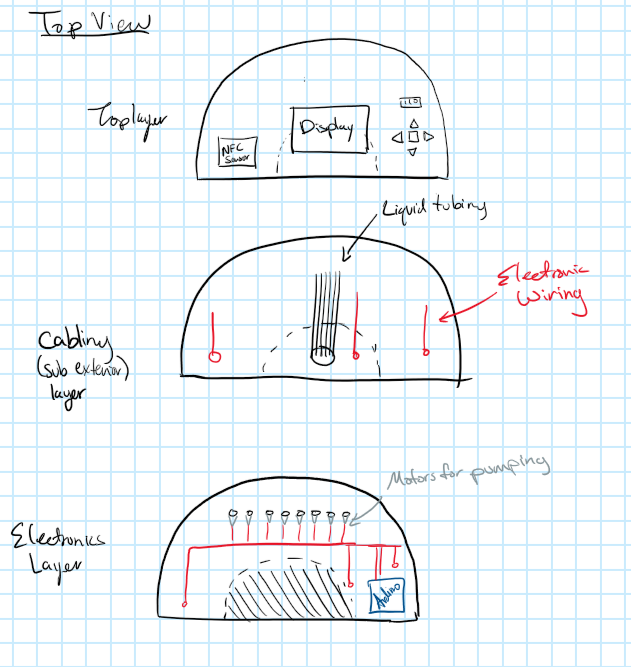 Top View
Top layer
Display
NFC
Sensor
Liquid tubing
Electronic
Wiring
Cabling
(sub exterior)
layer
Motors for pumping
Electronics
Layer
Arduino